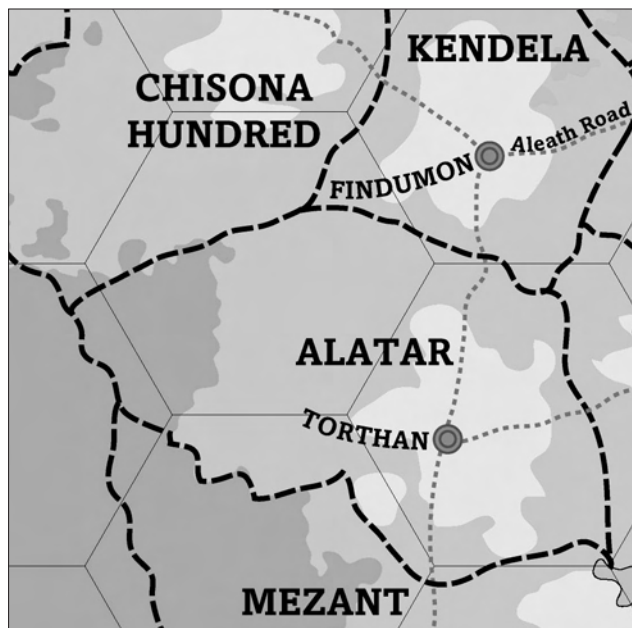 KENDELA
CHISONA
HUNDRED
Aleath Road
FINDUMON
ALATAR
TORTHAN
MEZANT